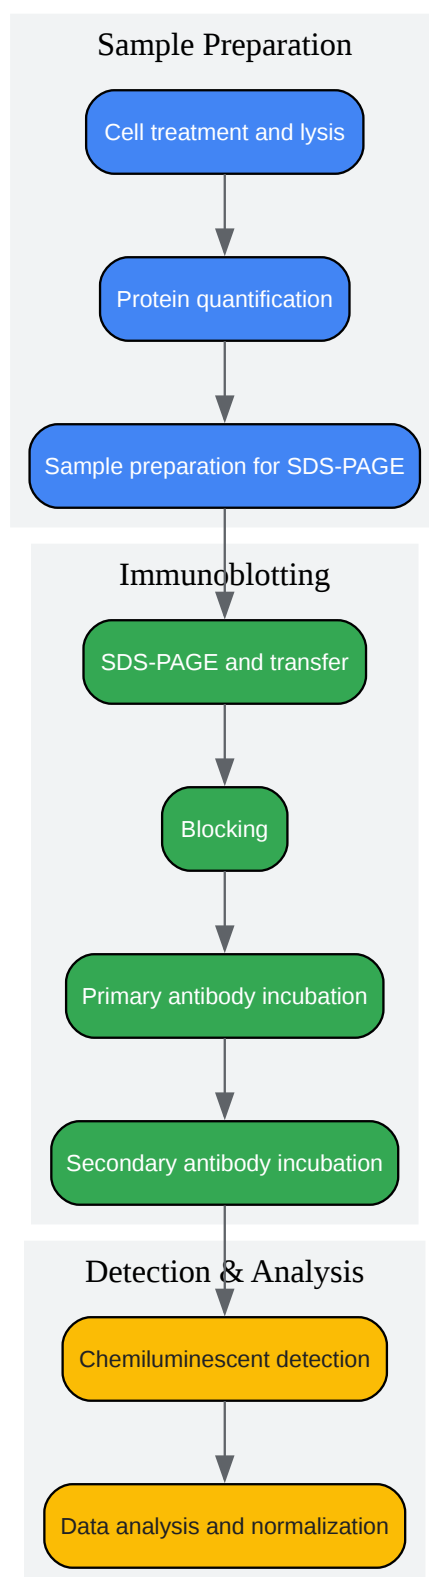 Sample Preparation
Cell treatment and lysis
Protein quantification
Sample preparation for SDS-PAGE
Immunoblotting
SDS-PAGE and transfer
Blocking
Primary antibody incubation
Secondary antibody incubation
Detection & Analysis
Chemiluminescent detection
Data analysis and normalization